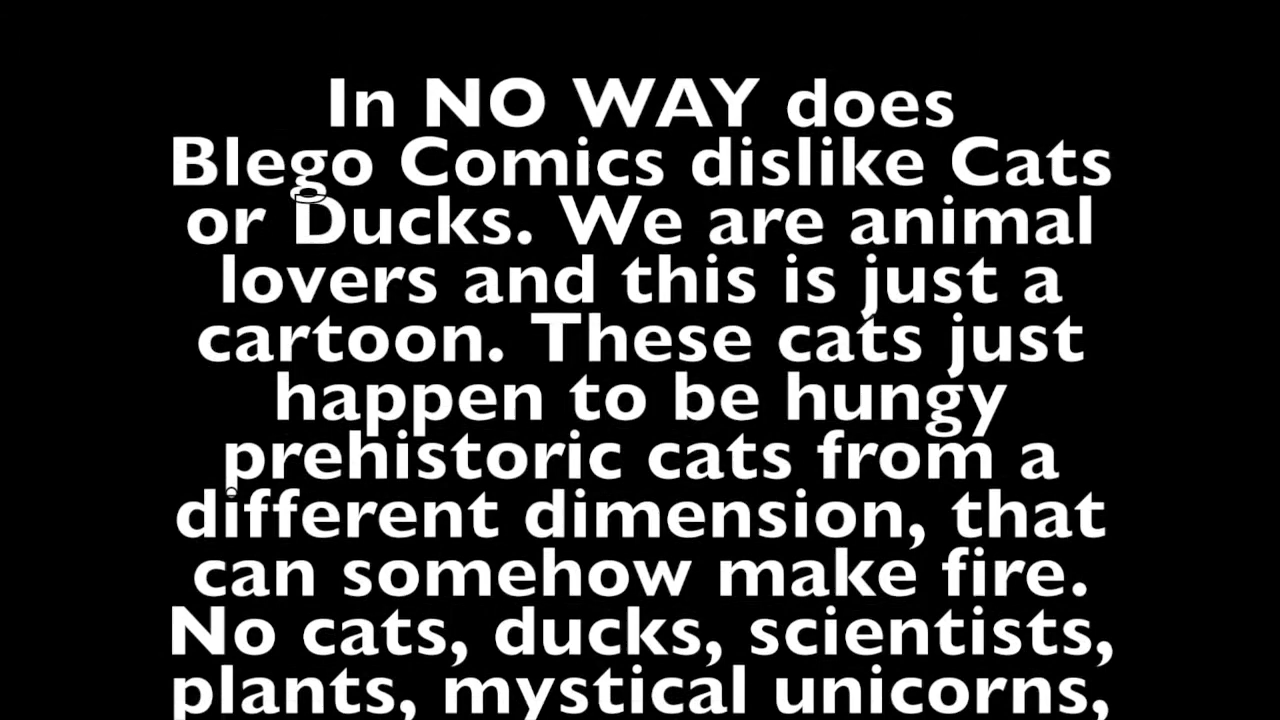 In NO WAY does
Blego Comics dislike Cats
or Ducks. We are animal
lovers and this is just a
cartoon. These cats just
happen to be hungy
prehistoric cats from a
different dimension, that
can somehow make fire.
No cats, ducks, scientists,
plants, mystical unicorns,